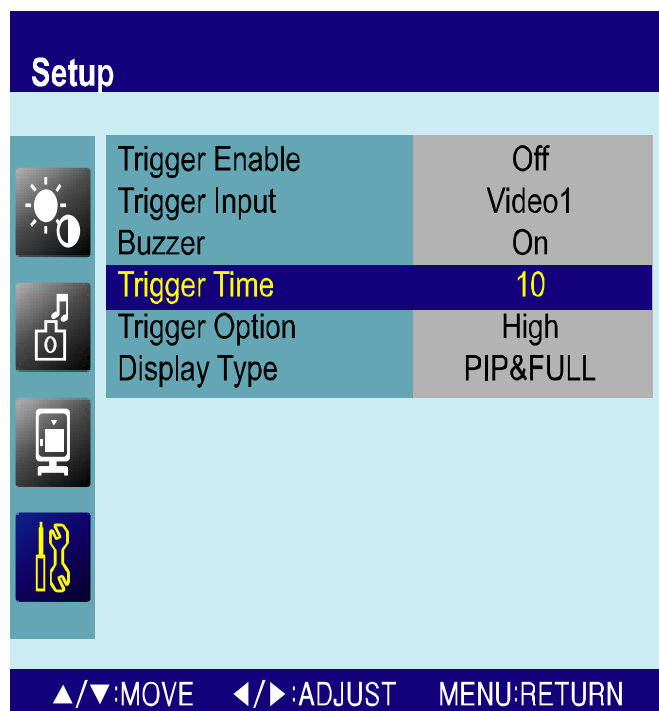 Setup
Trigger Enable Off
Trigger Input Video1
Buzzer On
Trigger Time 10
Trigger Option High
Display Type PIP&FULL
▲/▼:MOVE ◀/▶:ADJUST MENU:RETURN